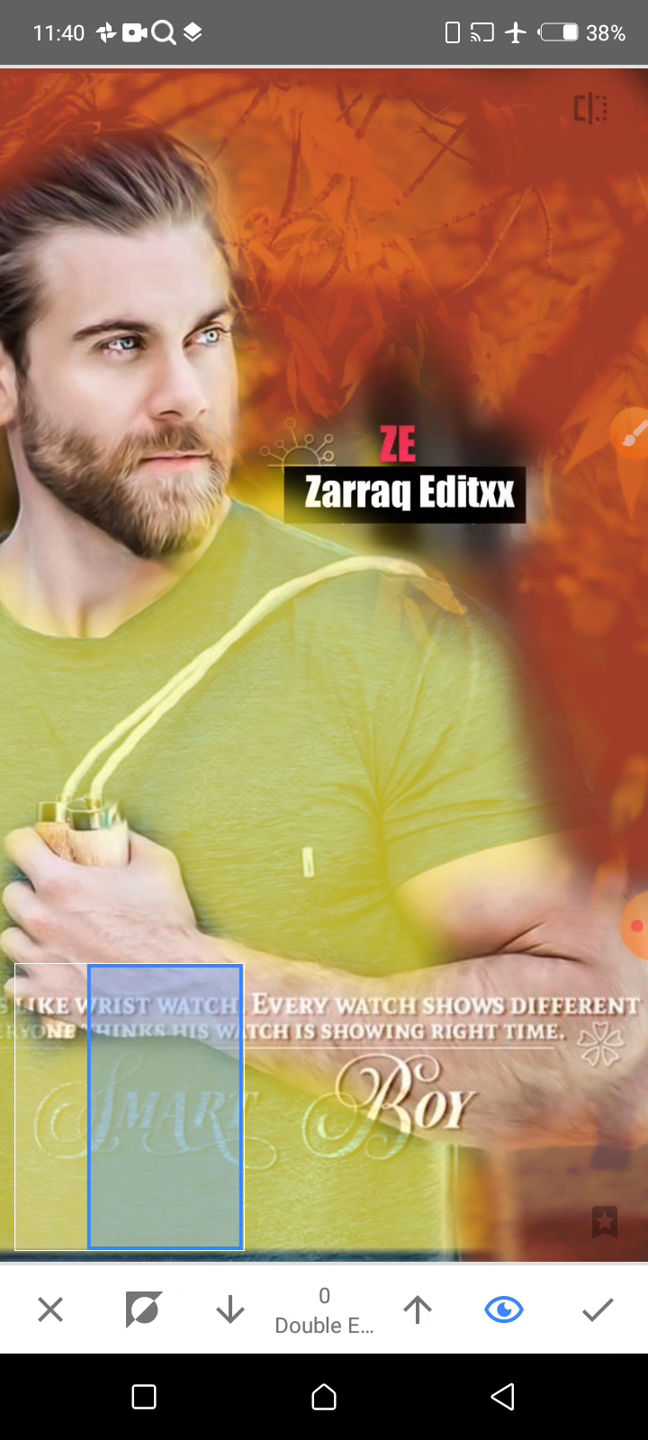 11:40
38%
ZE
Zarraq Editxx
LIKE WRIST WATCH. EVERY WATCH SHOWS DIFFERENT
THINKS HIS WATCH IS SHOWING RIGHT TIME.
SMART BOY
0
Double E...